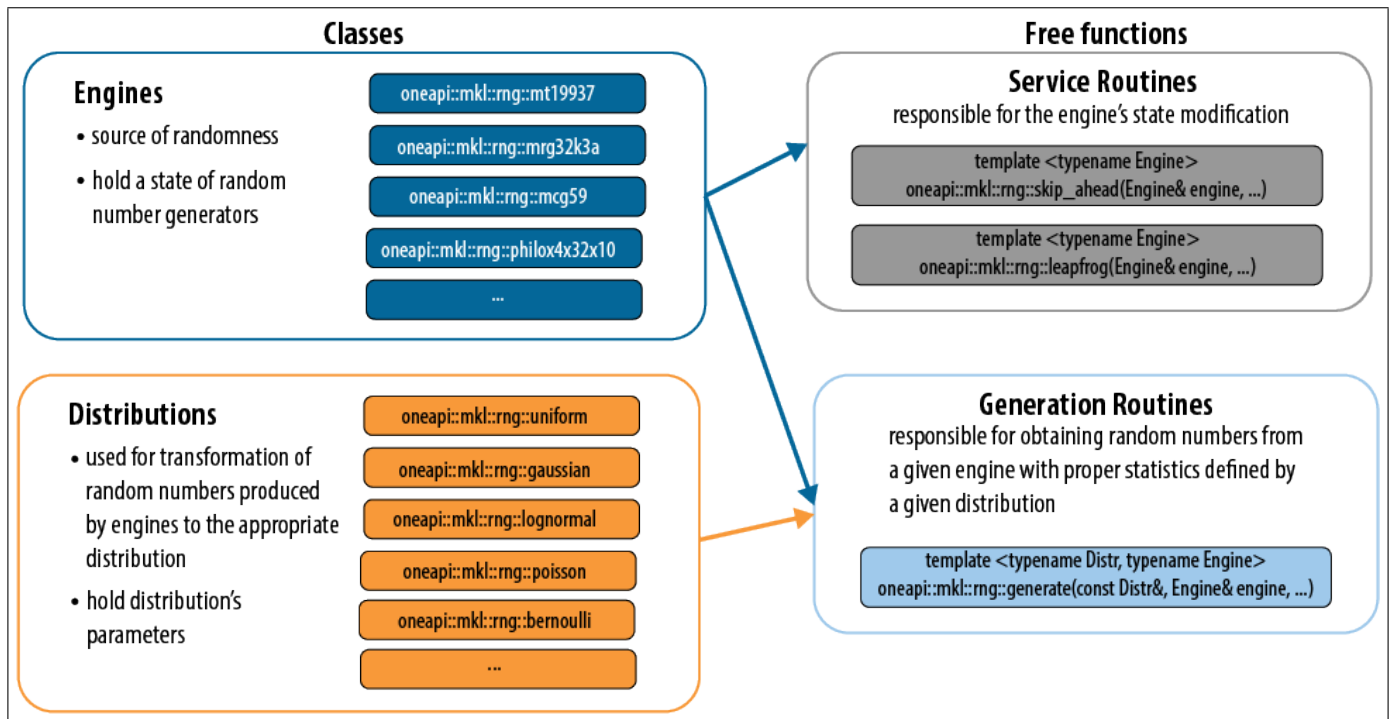 Classes
Engines
• source of randomness
• hold a state of random
number generators
oneapi::mkl::rng::mt19937
oneapi::mkl::rng::mrg32k3a
oneapi::mkl::rng::mcg59
oneapi::mkl::rng::philox4x32x10
...
Distributions
• used for transformation of
random numbers produced
by engines to the appropriate
distribution
• hold distribution's
parameters
oneapi::mkl::rng::uniform
oneapi::mkl::rng::gaussian
oneapi::mkl::rng::lognormal
oneapi::mkl::rng::poisson
oneapi::mkl::rng::bernoulli
...
Free functions
Service Routines
responsible for the engine's state modification
template <typename Engine>
oneapi::mkl::rng::skip_ahead(Engine& engine, ...)
template <typename Engine>
oneapi::mkl::rng::leapfrog(Engine& engine, ...)
Generation Routines
responsible for obtaining random numbers from
a given engine with proper statistics defined by
a given distribution
template <typename Distr, typename Engine>
oneapi::mkl::rng::generate(const Distr&, Engine& engine, ...)